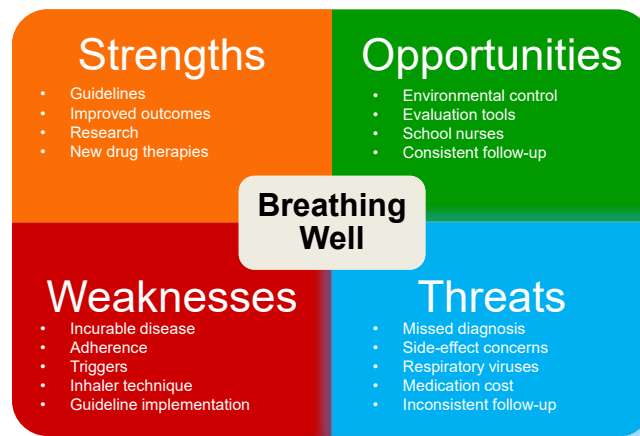 Strengths
• Guidelines
• Improved outcomes
• Research
• New drug therapies
Opportunities
• Environmental control
• Evaluation tools
• School nurses
• Consistent follow-up
Breathing
Well
Weaknesses
• Incurable disease
• Adherence
• Triggers
• Inhaler technique
• Guideline implementation
Threats
• Missed diagnosis
• Side-effect concerns
• Respiratory viruses
• Medication cost
• Inconsistent follow-up